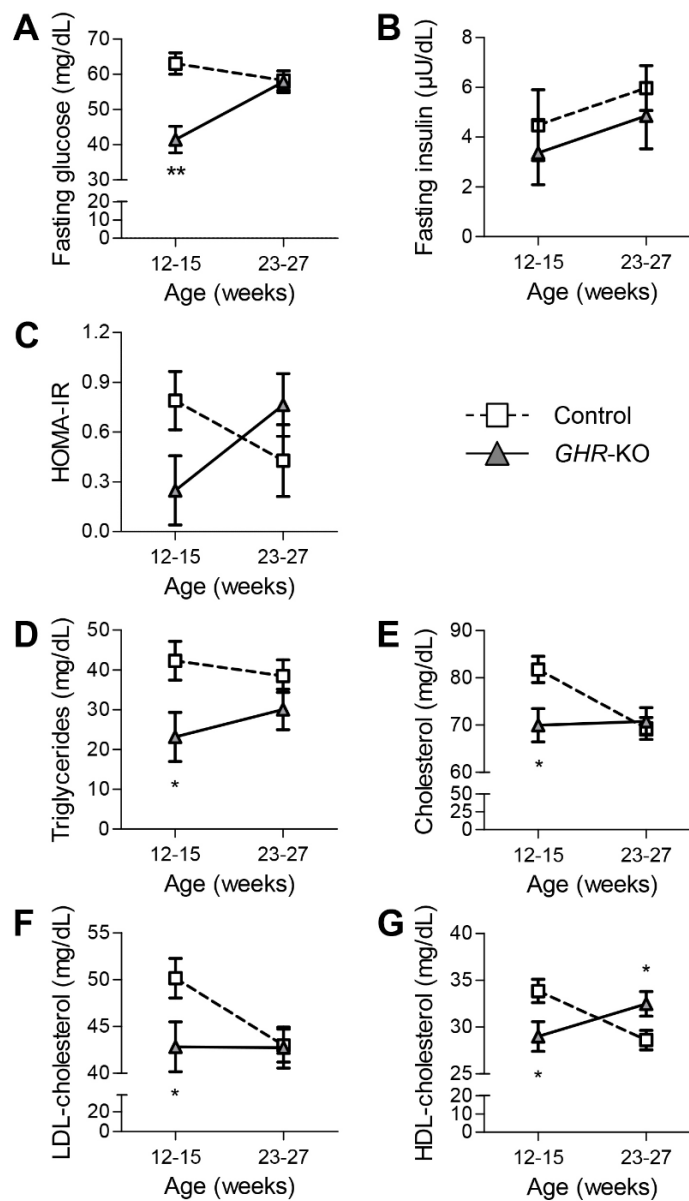 A
Fasting glucose (mg/dL)
70
60
50
40
30
20
10
0
**
12-15
23-27
Age (weeks)
B
Fasting insulin (µU/dL)
8
6
4
2
0
12-15
23-27
Age (weeks)
C
HOMA-IR
1.2
0.9
0.6
0.3
0.0
12-15
23-27
Age (weeks)
Control
GHR-KO
D
Triglycerides (mg/dL)
50
40
30
20
10
0
*
12-15
23-27
Age (weeks)
E
Cholesterol (mg/dL)
90
80
70
60
50
25
0
*
12-15
23-27
Age (weeks)
F
LDL-cholesterol (mg/dL)
55
51
47
43
20
0
*
12-15
23-27
Age (weeks)
G
HDL-cholesterol (mg/dL)
40
35
30
25
20
10
0
*
*
12-15
23-27
Age (weeks)